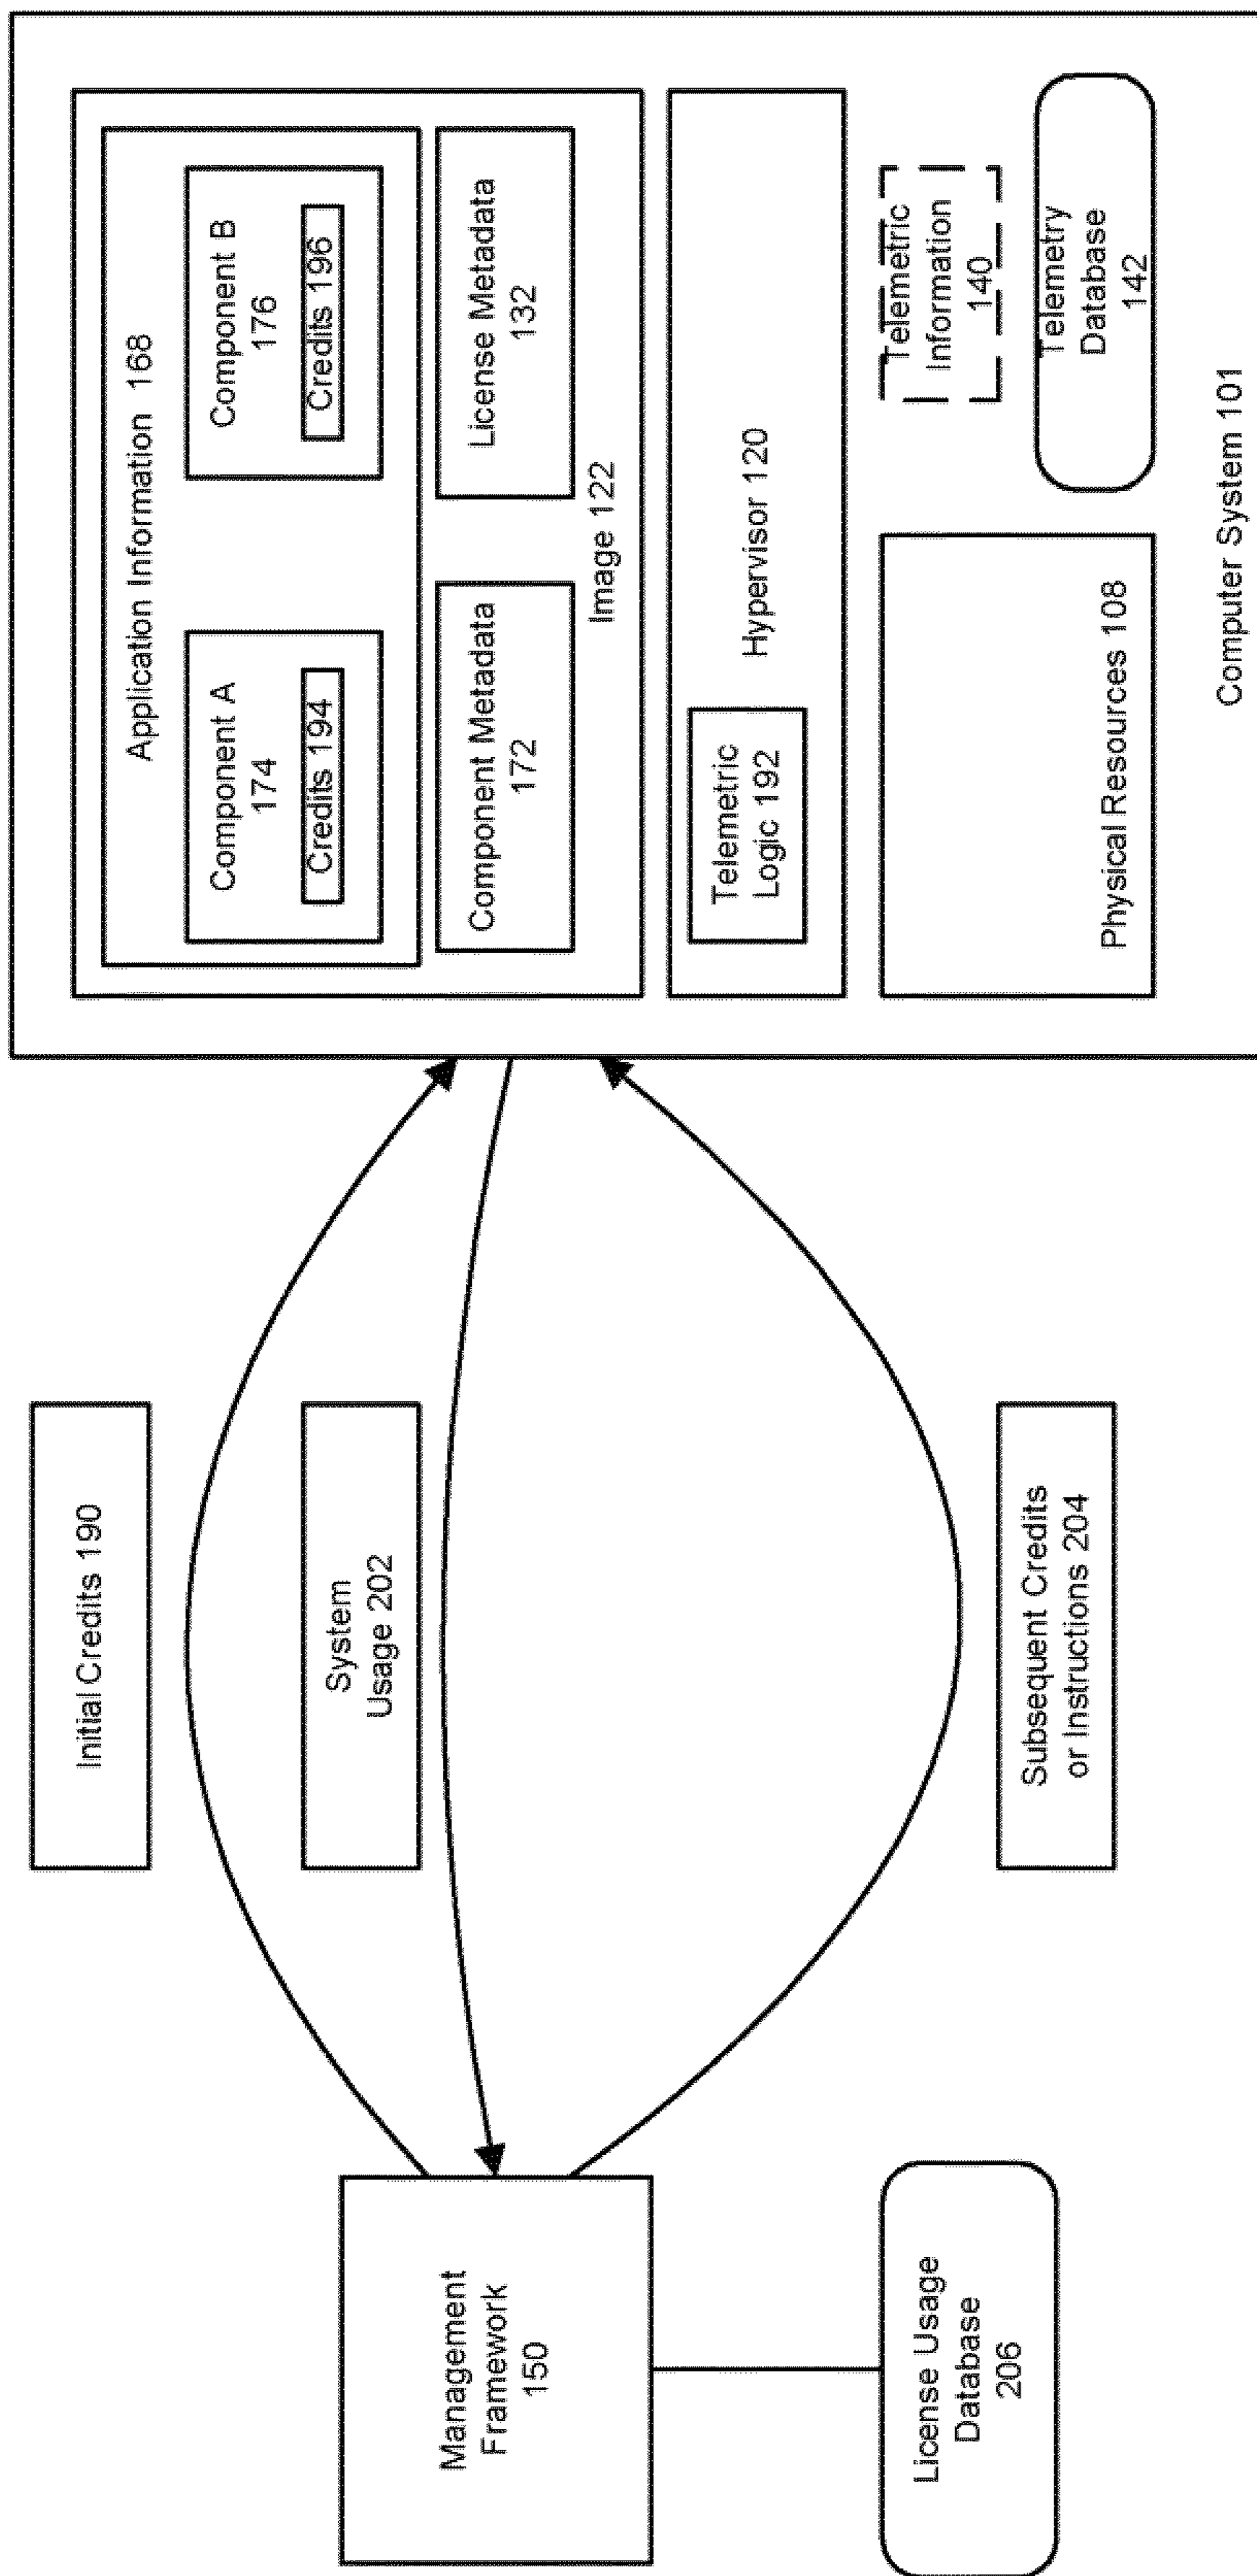 Management
Framework
150
License Usage
Database
206
Initial Credits 190
System
Usage 202
Subsequent Credits
or Instructions 204
Application Information 168
Component A
174
Credits 194
Component B
176
Credits 196
Component Metadata
172
License Metadata
132
Image 122
Telemetric
Logic 192
Hypervisor 120
Physical Resources 108
Telemetric
Information
140
Telemetry
Database
142
Computer System 101